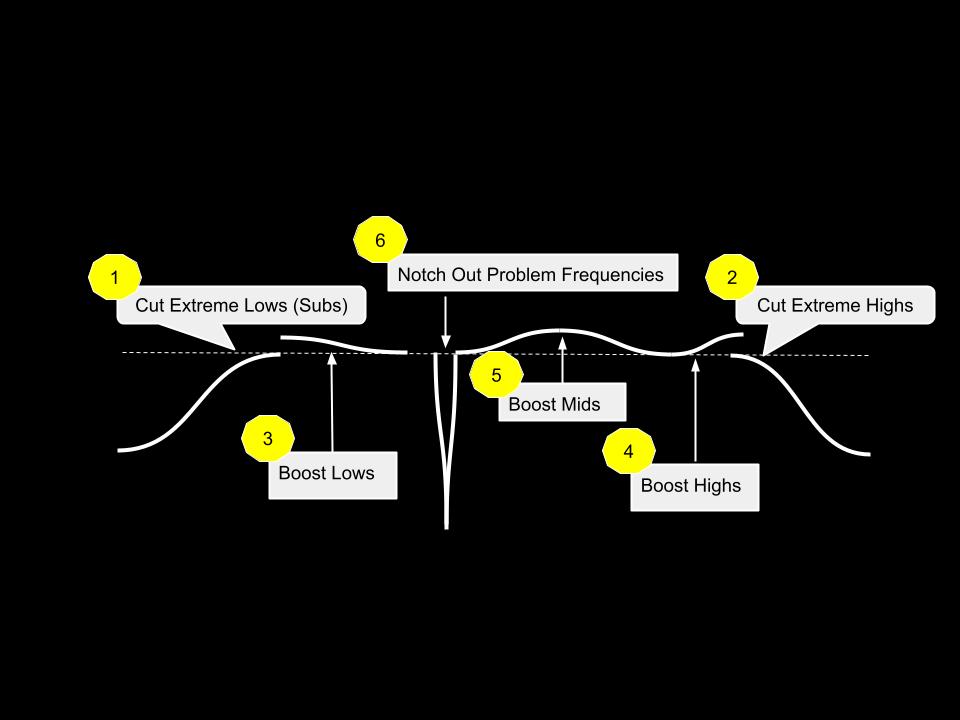 6
Notch Out Problem Frequencies
1
Cut Extreme Lows (Subs)
2
Cut Extreme Highs
5
Boost Mids
3
Boost Lows
4
Boost Highs